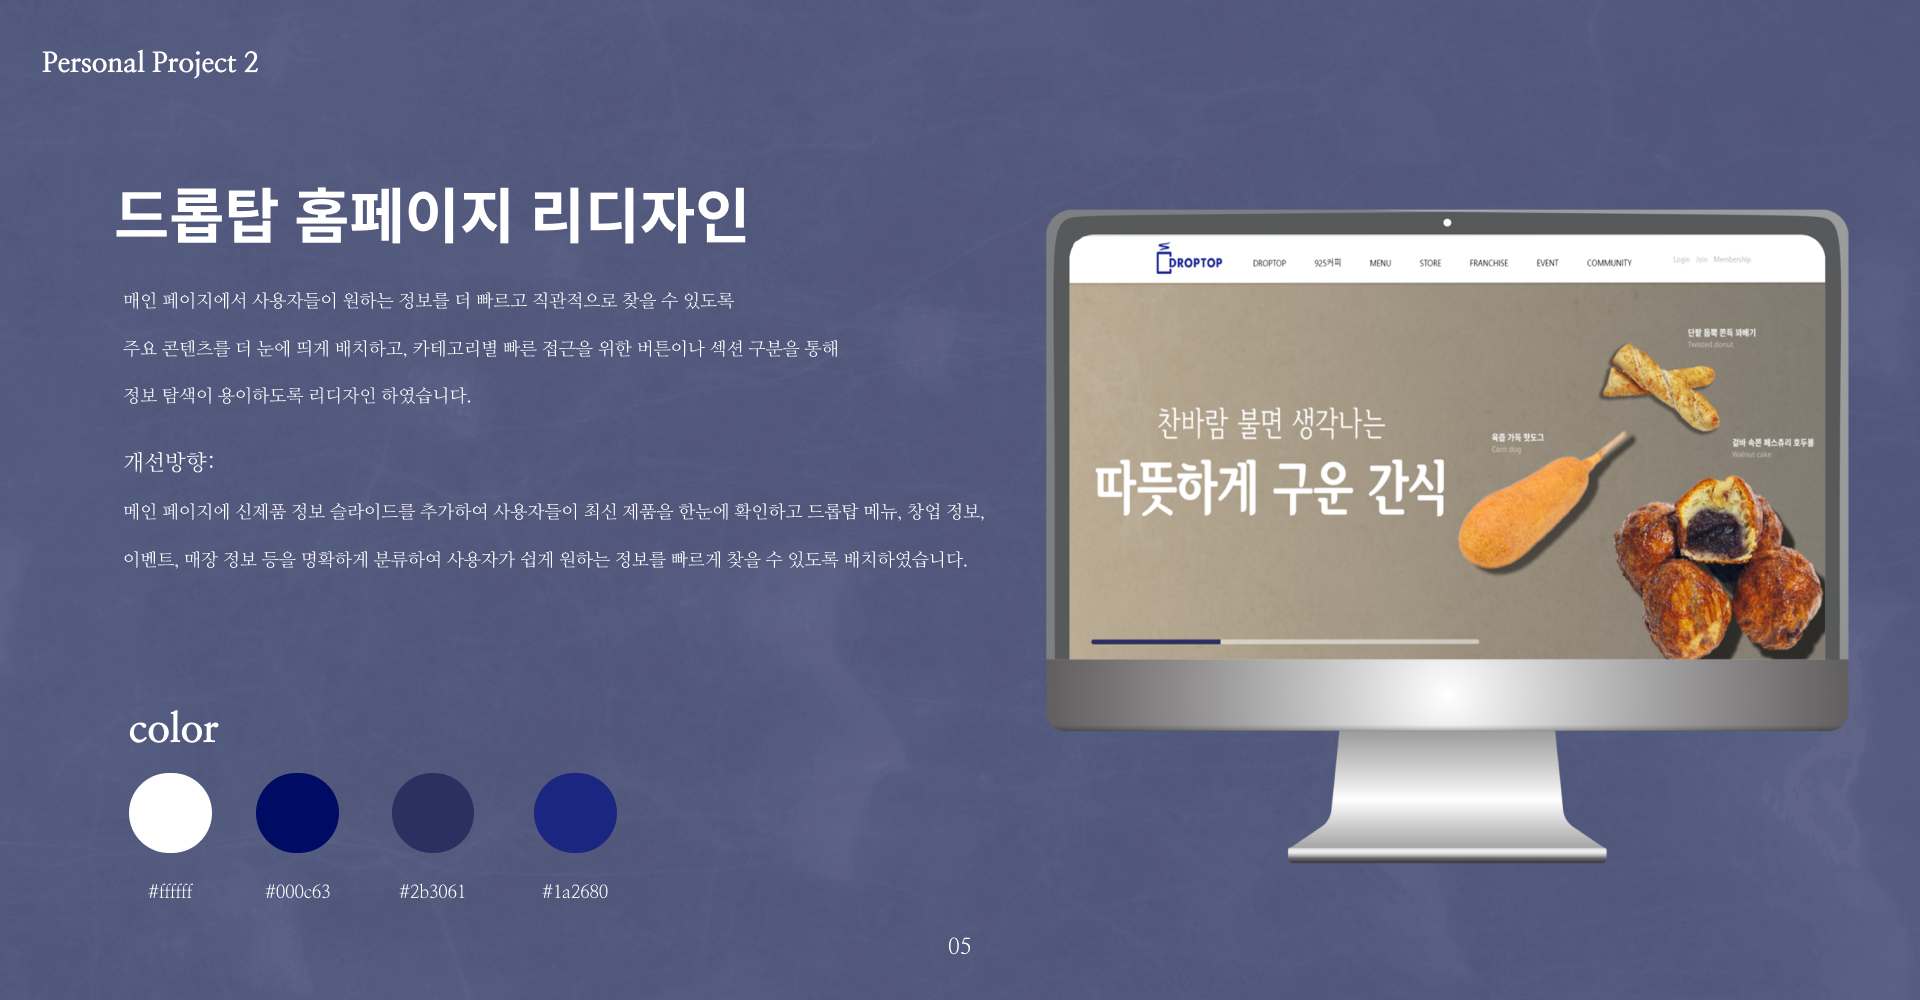 Personal Project 2
드롭탑 홈페이지 리디자인
매인 페이지에서 사용자들이 원하는 정보를 더 빠르고 직관적으로 찾을 수 있도록
주요 콘텐츠를 더 눈에 띄게 배치하고, 카테고리별 빠른 접근을 위한 버튼이나 섹션 구분을 통해
정보 탐색이 용이하도록 리디자인 하였습니다.
개선방향:
메인 페이지에 신제품 정보 슬라이드를 추가하여 사용자들이 최신 제품을 한눈에 확인하고 드롭탑 메뉴, 창업 정보,
이벤트, 매장 정보 등을 명확하게 분류하여 사용자가 쉽게 원하는 정보를 빠르게 찾을 수 있도록 배치하였습니다.
color
#ffffff #000c63 #2b3061 #1a2680
DROPTOP DROPTOP 925커피 MENU STORE FRANCHISE EVENT COMMUNITY Login Join Membership
단팥 듬뿍 쫀득 꽈배기
Twisted donut
찬바람 불면 생각나는
따뜻하게 구운 간식
육즙 가득 핫도그
Corn dog
겉바 속쫀 페스츄리 호두볼
Walnut cake
05